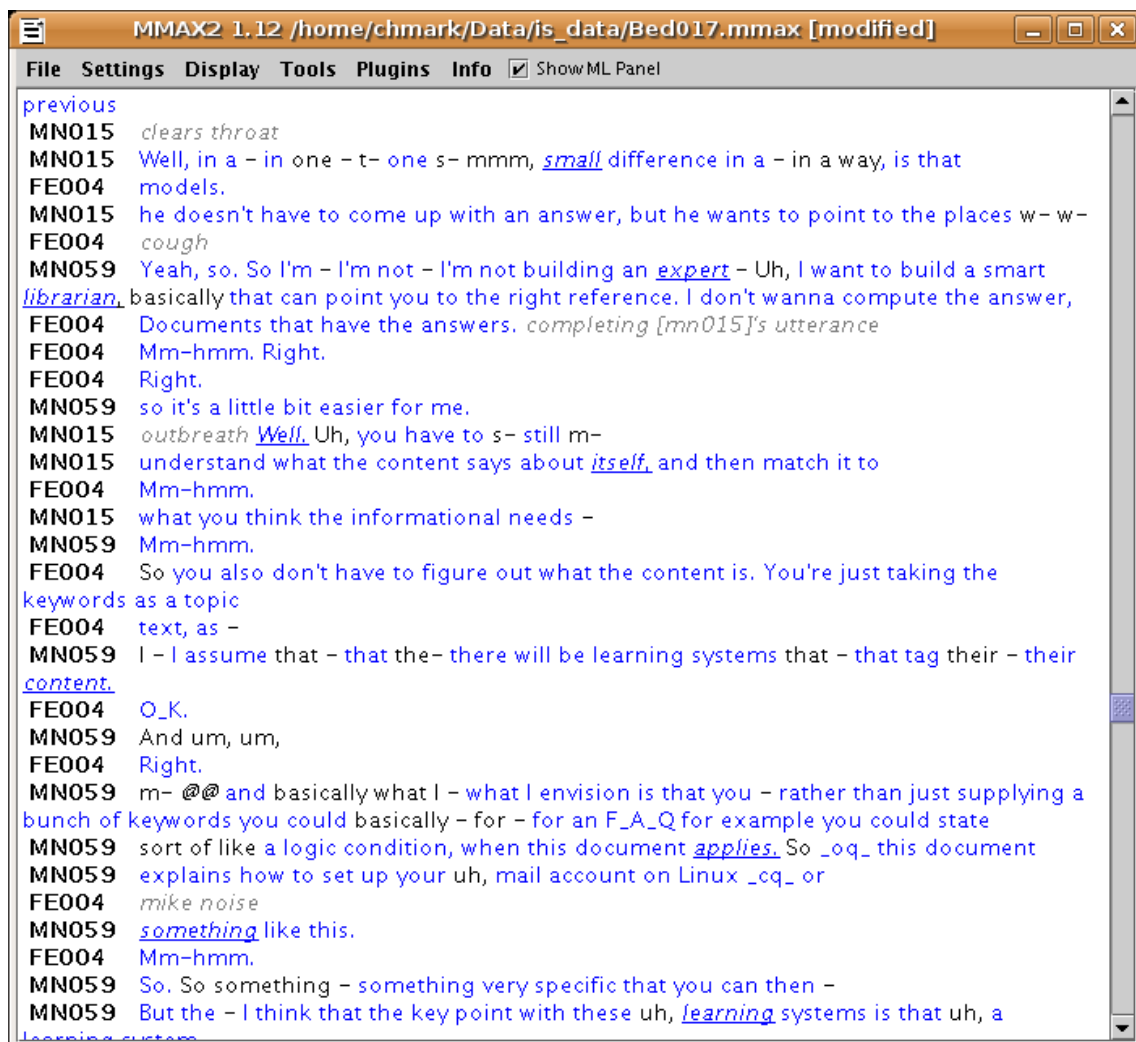 MMAX2 1.12 /home/chmark/Data/is_data/Bed017.mmax [modified]
File Settings Display Tools Plugins Info Show ML Panel
previous
MN015 clears throat
MN015 Well, in a – in one – t– one s– mmm, small difference in a – in a way, is that
FE004 models.
MN015 he doesn't have to come up with an answer, but he wants to point to the places w– w–
FE004 cough
MN059 Yeah, so. So I'm – I'm not – I'm not building an expert – Uh, I want to build a smart
librarian, basically that can point you to the right reference. I don't wanna compute the answer,
FE004 Documents that have the answers. completing [mn015]'s utterance
FE004 Mm–hmm. Right.
FE004 Right.
MN059 so it's a little bit easier for me.
MN015 outbreath Well. Uh, you have to s– still m–
MN015 understand what the content says about itself, and then match it to
FE004 Mm–hmm.
MN015 what you think the informational needs –
MN059 Mm–hmm.
FE004 So you also don't have to figure out what the content is. You're just taking the
keywords as a topic
FE004 text, as –
MN059 I – I assume that – that the– there will be learning systems that – that tag their – their
content.
FE004 O_K.
MN059 And um, um,
FE004 Right.
MN059 m– @@ and basically what I – what I envision is that you – rather than just supplying a
bunch of keywords you could basically – for – for an F_A_Q for example you could state
MN059 sort of like a logic condition, when this document applies. So _oq_ this document
MN059 explains how to set up your uh, mail account on Linux _cq_ or
FE004 mike noise
MN059 something like this.
FE004 Mm–hmm.
MN059 So. So something – something very specific that you can then –
MN059 But the – I think that the key point with these uh, learning systems is that uh, a
learning system